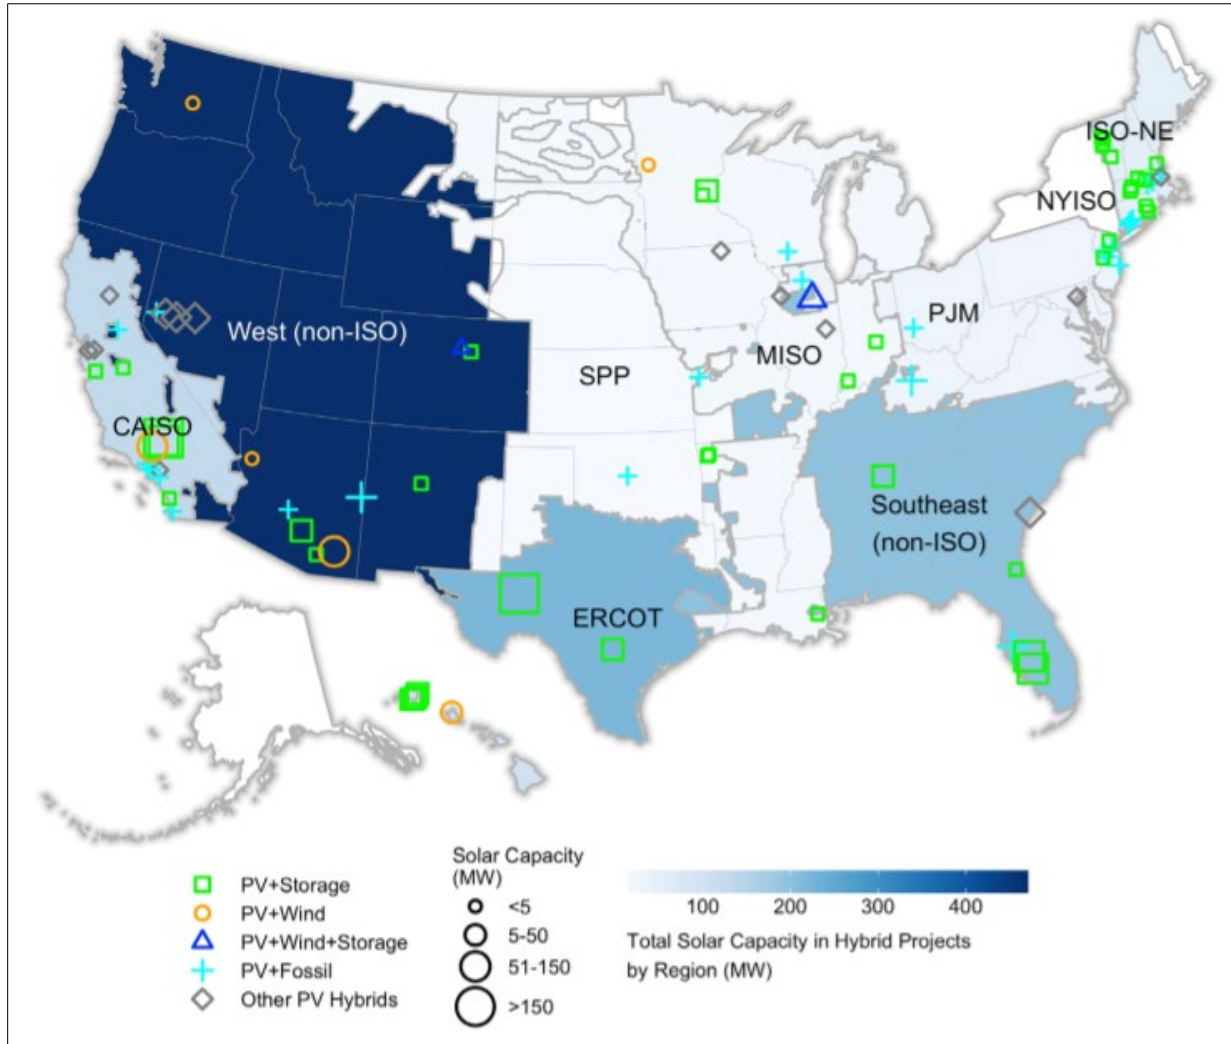 ISO-NE
NYISO
West (non-ISO)
PJM
MISO
SPP
CAISO
Southeast
(non-ISO)
ERCOT
PV+Storage
PV+Wind
PV+Wind+Storage
PV+Fossil
Other PV Hybrids
Solar Capacity
(MW)
<5
5-50
51-150
>150
100 200 300 400
Total Solar Capacity in Hybrid Projects
by Region (MW)